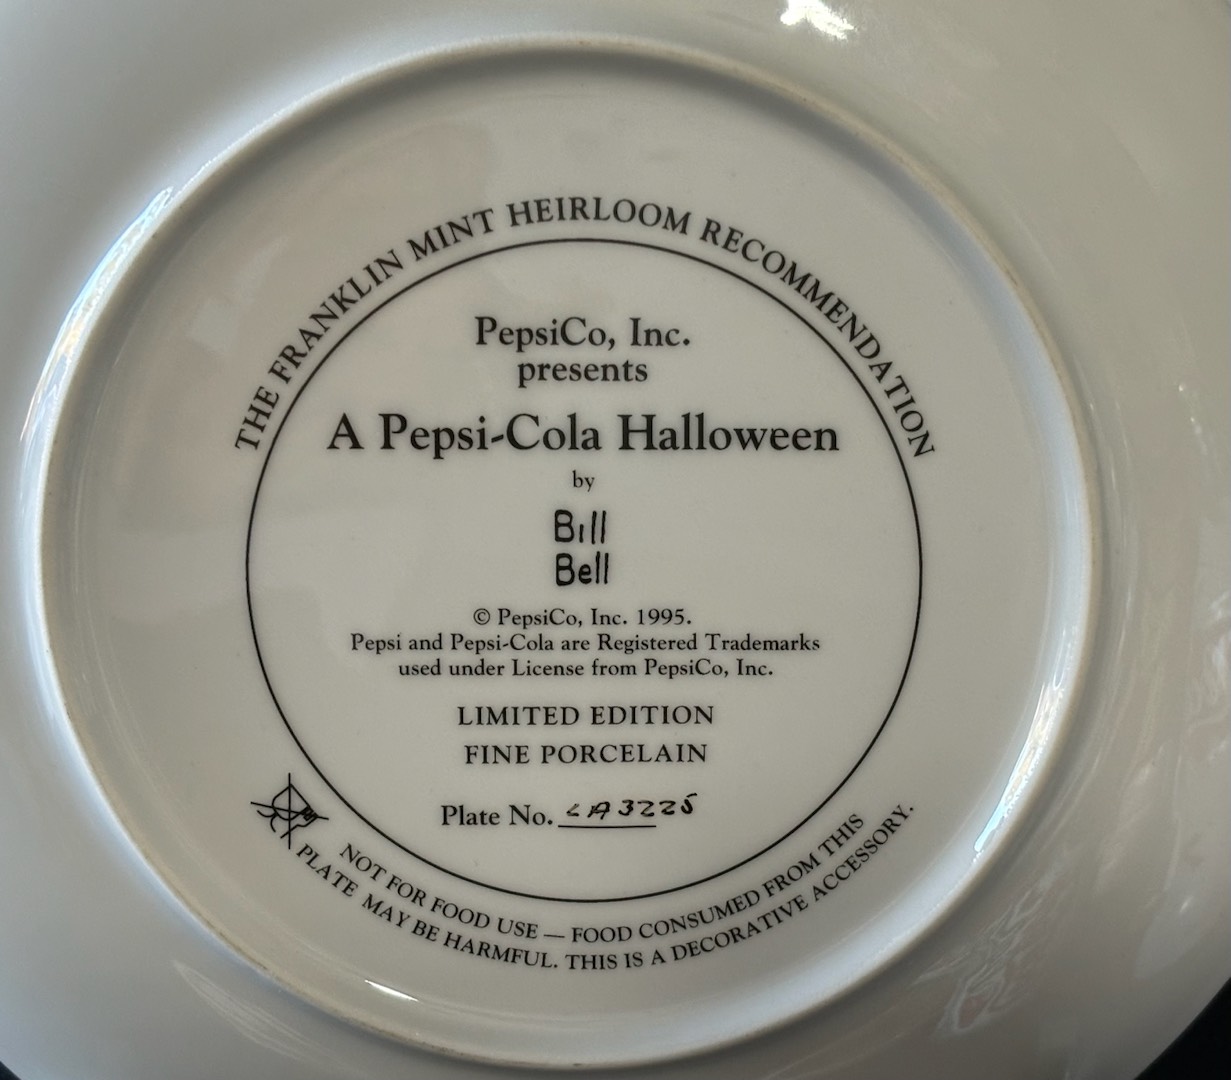 THE FRANKLIN MINT HEIRLOOM RECOMMENDATION
PepsiCo, Inc.
presents
A Pepsi-Cola Halloween
by
Bill
Bell
© PepsiCo, Inc. 1995.
Pepsi and Pepsi-Cola are Registered Trademarks
used under License from PepsiCo, Inc.
LIMITED EDITION
FINE PORCELAIN
Plate No. LA3225
NOT FOR FOOD USE — FOOD CONSUMED FROM THIS
PLATE MAY BE HARMFUL. THIS IS A DECORATIVE ACCESSORY.